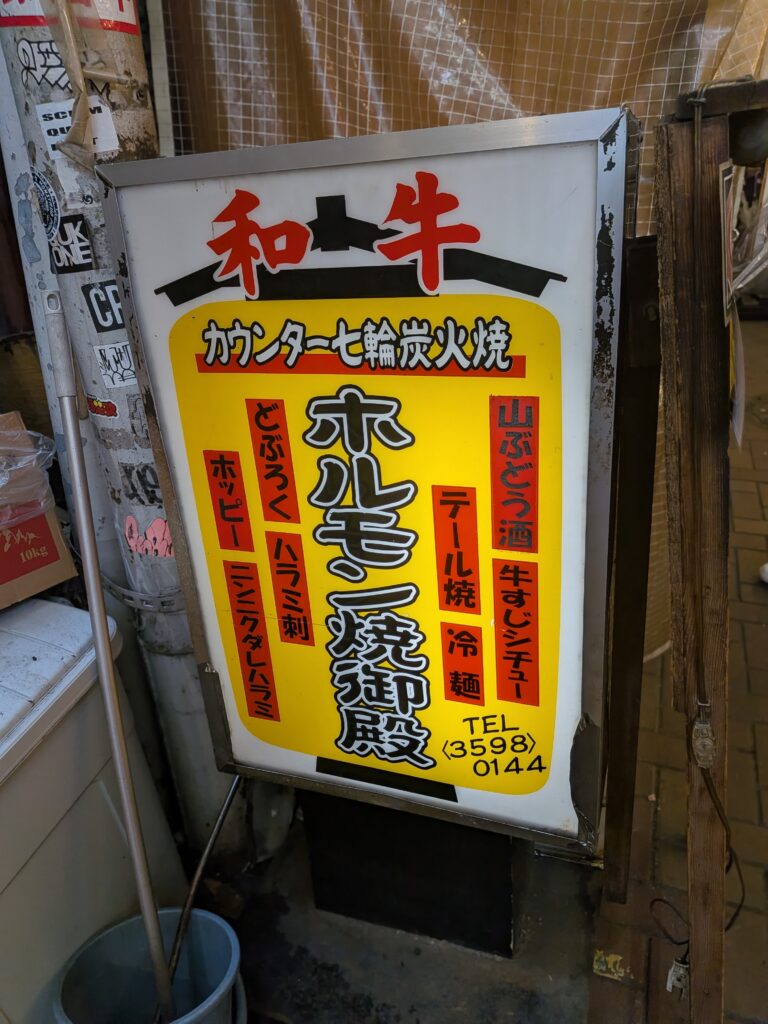 和牛
カウンター七輪炭火焼
山ぶどう酒
牛すじシチュー
テール焼
冷麺
ホルモン焼御殿
どぶろく
ハラミ刺
ホッピー
ニンニクダレハラミ
TEL
〈3598〉
0144
10kg